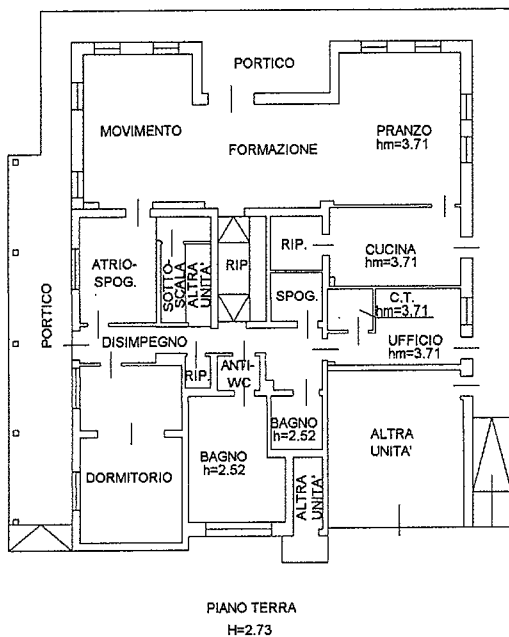 PORTICO
MOVIMENTO
FORMAZIONE
PRANZO
hm=3.71
ATRIO-
SPOG.
SOTTO-
SCALA
ALTRA
UNITA'
RIP
RIP.
CUCINA
hm=3.71
SPOG.
C.T.
hm=3.71
PORTICO
DISIMPEGNO
UFFICIO
hm=3.71
RIP.
ANTI-
WC
BAGNO
h=2.52
BAGNO
h=2.52
ALTRA
UNITA'
DORMITORIO
ALTRA
UNITA'
PIANO TERRA
H=2.73